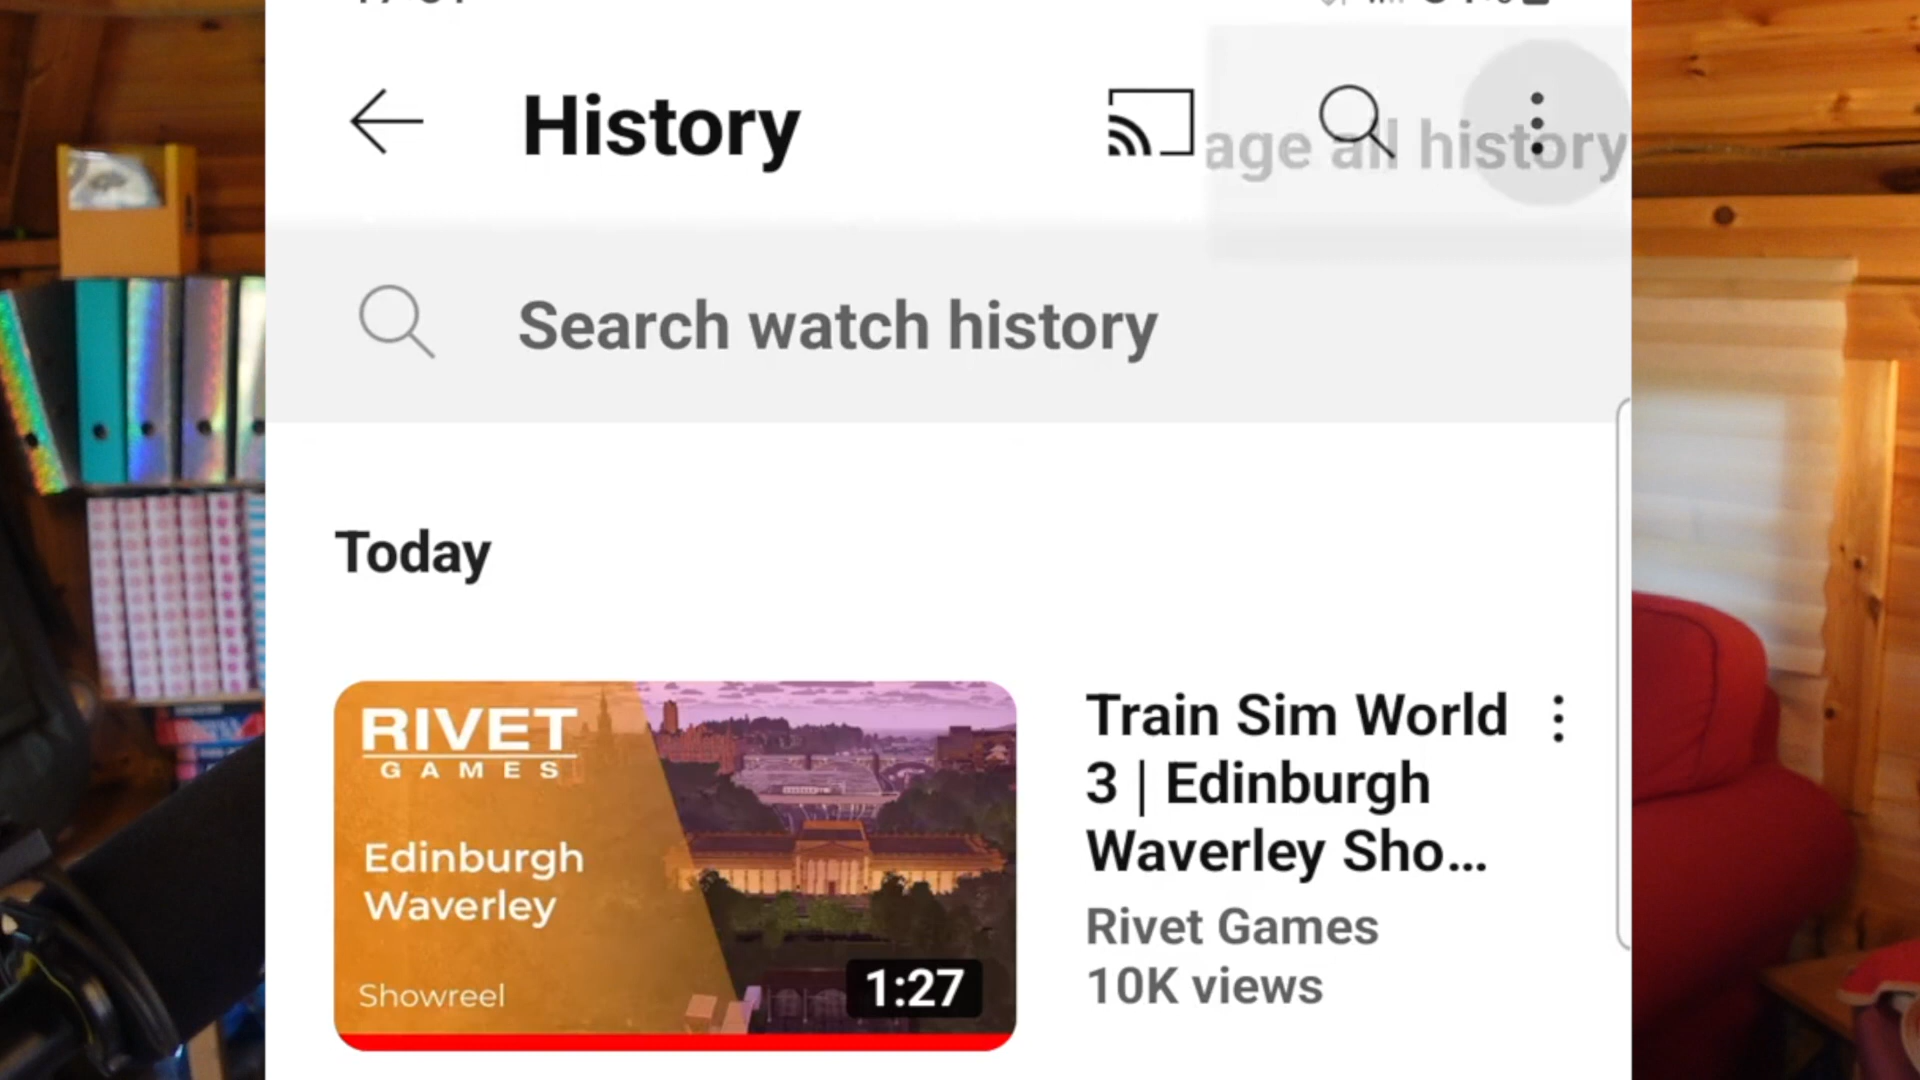 History
age all history
Search watch history
Today
RIVET
GAMES
Edinburgh
Waverley
Showreel
1:27
Train Sim World
3 | Edinburgh
Waverley Sho...
Rivet Games
10K views